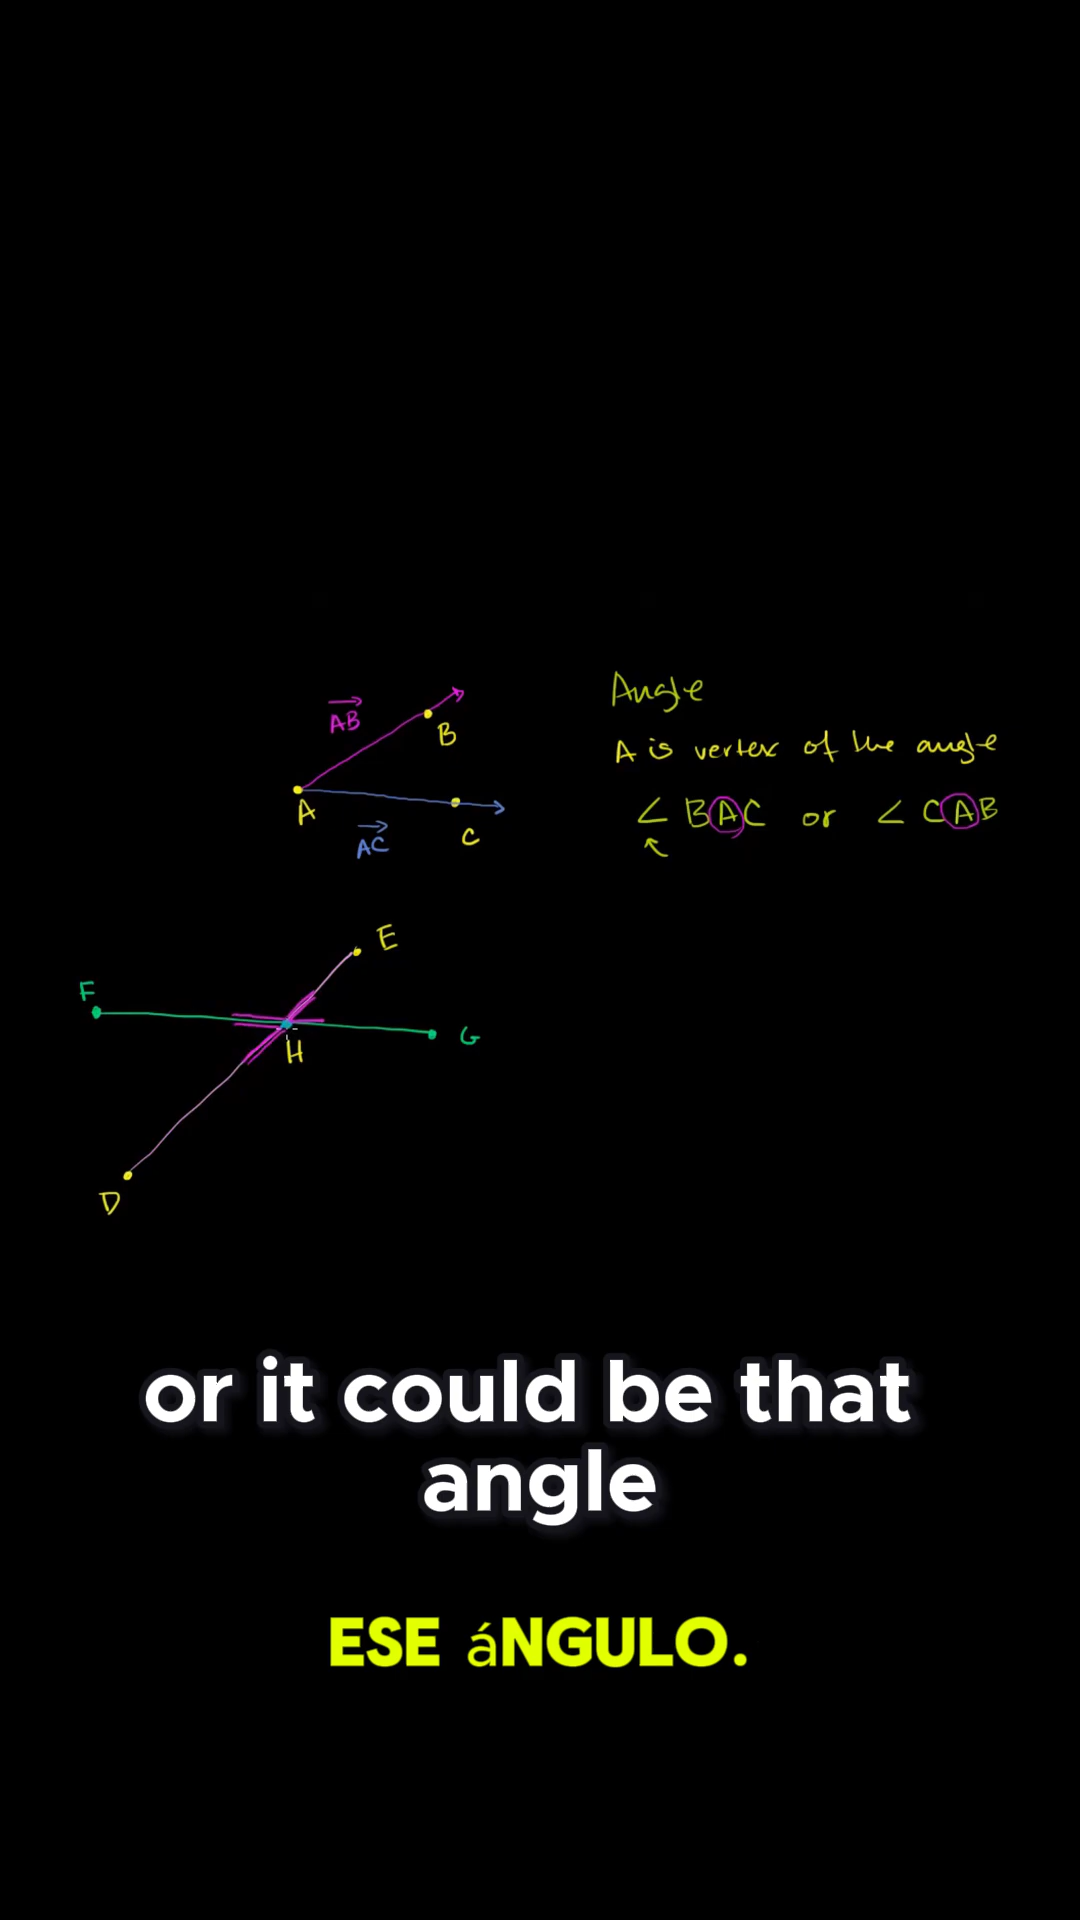 Angle
A is vertex of the angle
∠ BAC or ∠ CAB
AB
B
A
AC
C
E
F
G
H
D
or it could be that
angle
ESE áNGULO.